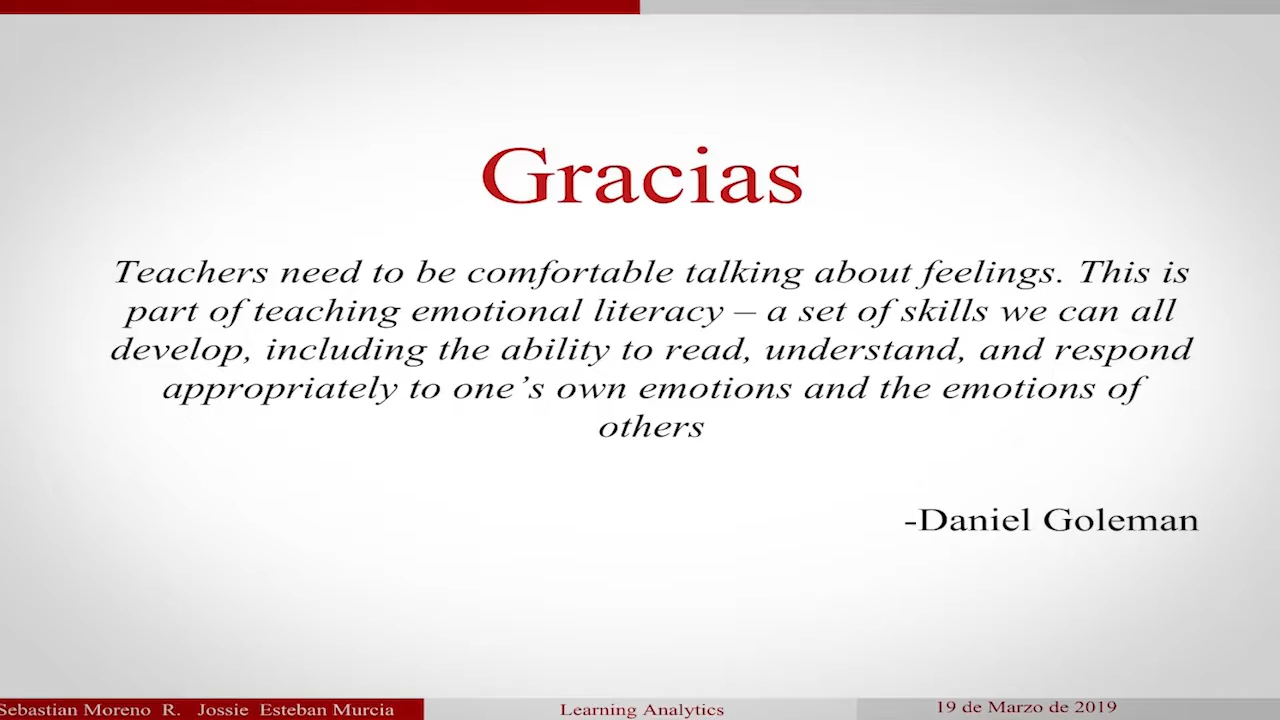 Gracias
Teachers need to be comfortable talking about feelings. This is
part of teaching emotional literacy – a set of skills we can all
develop, including the ability to read, understand, and respond
appropriately to one’s own emotions and the emotions of
others
-Daniel Goleman
Sebastian Moreno R. Jossie Esteban Murcia
Learning Analytics
19 de Marzo de 2019